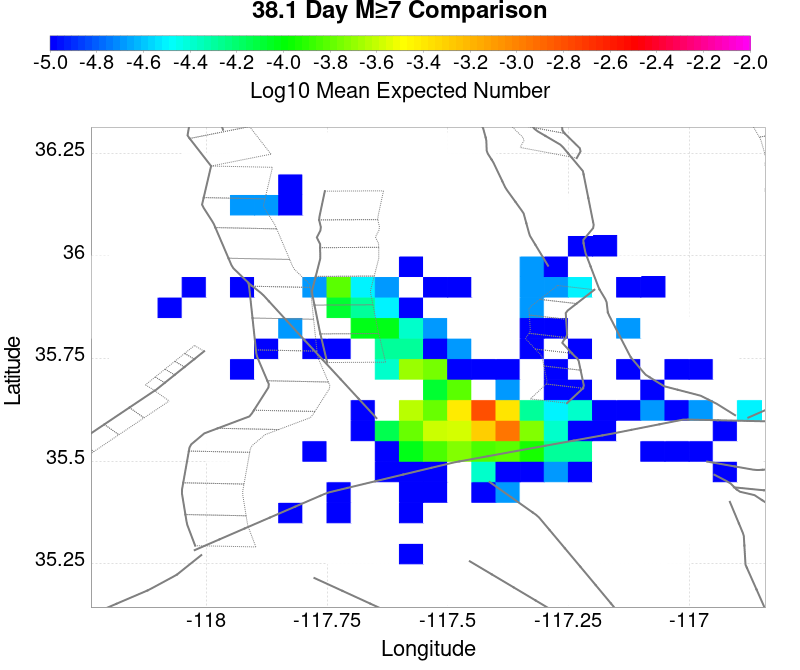 38.1 Day M≥7 Comparison
-5.0 -4.8 -4.6 -4.4 -4.2 -4.0 -3.8 -3.6 -3.4 -3.2 -3.0 -2.8 -2.6 -2.4 -2.2 -2.0
Log10 Mean Expected Number
36.25
36
35.75
35.5
35.25
Latitude
-118 -117.75 -117.5 -117.25 -117
Longitude